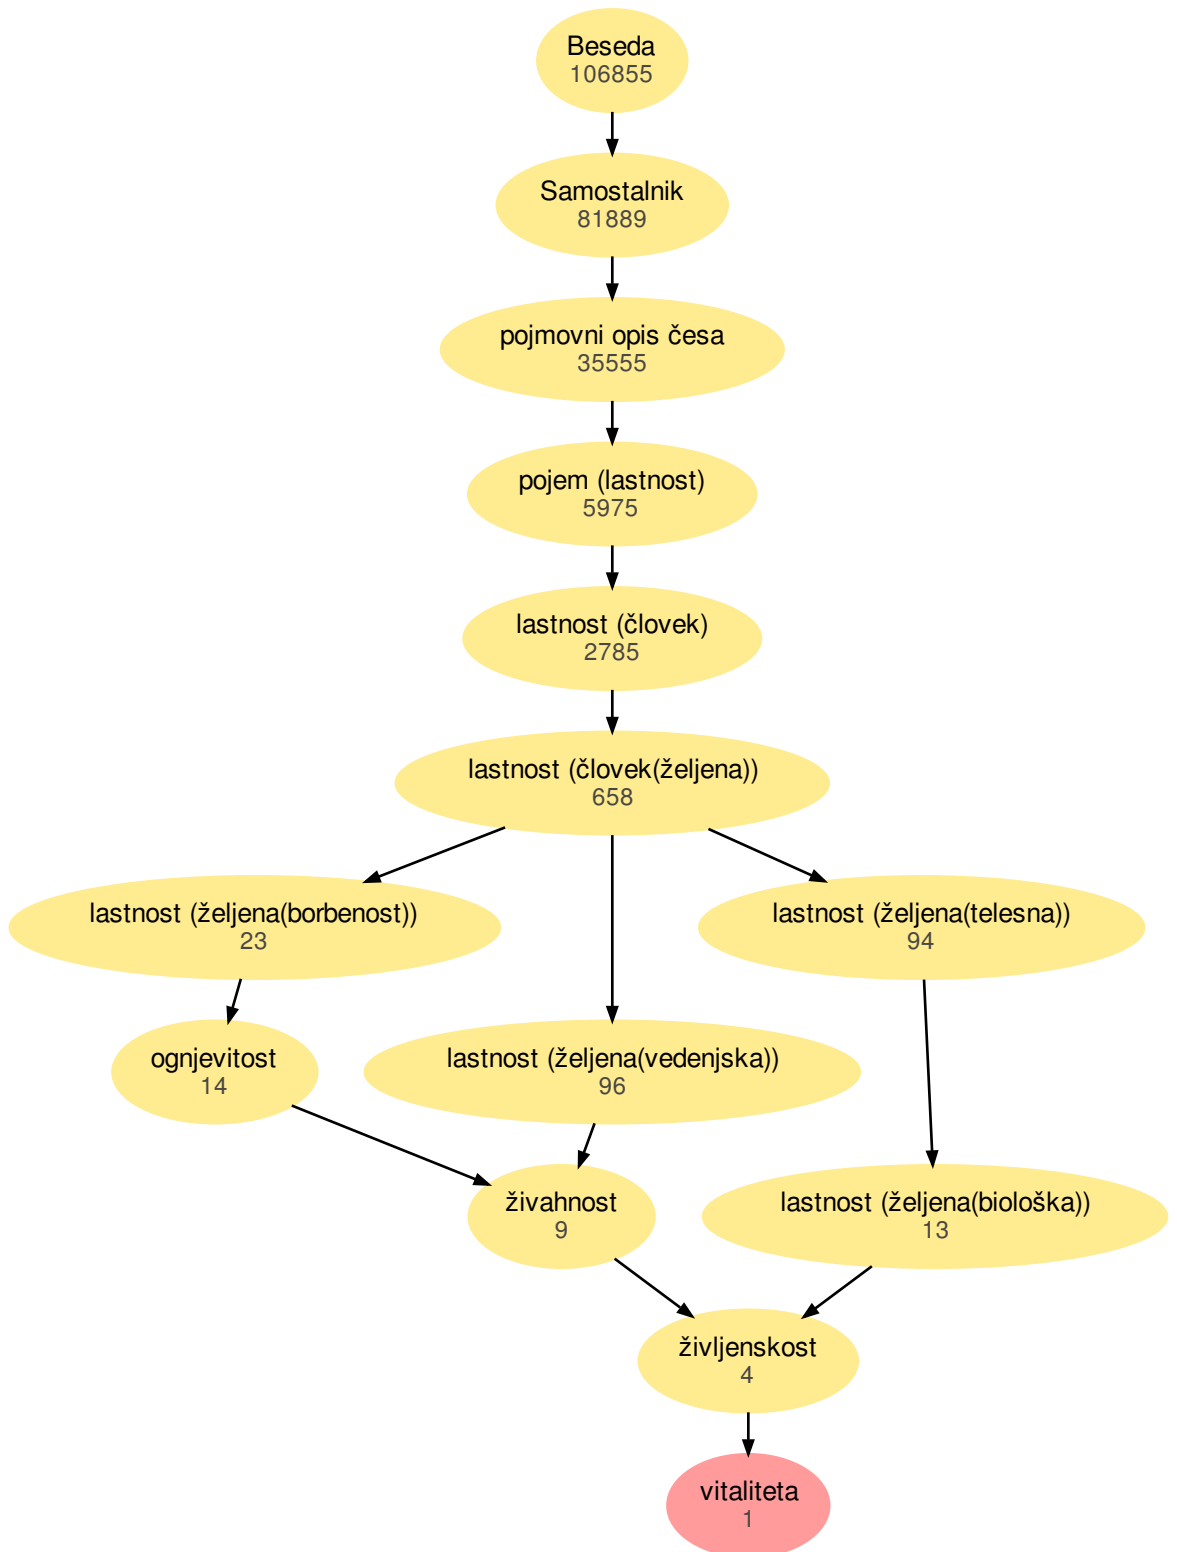 Beseda
106855
Samostalnik
81889
pojmovni opis česa
35555
pojem (lastnost)
5975
lastnost (človek)
2785
lastnost (človek(željena))
658
lastnost (željena(borbenost))
23
lastnost (željena(telesna))
94
ognjevitost
14
lastnost (željena(vedenjska))
96
živahnost
9
lastnost (željena(biološka))
13
življenskost
4
vitaliteta
1